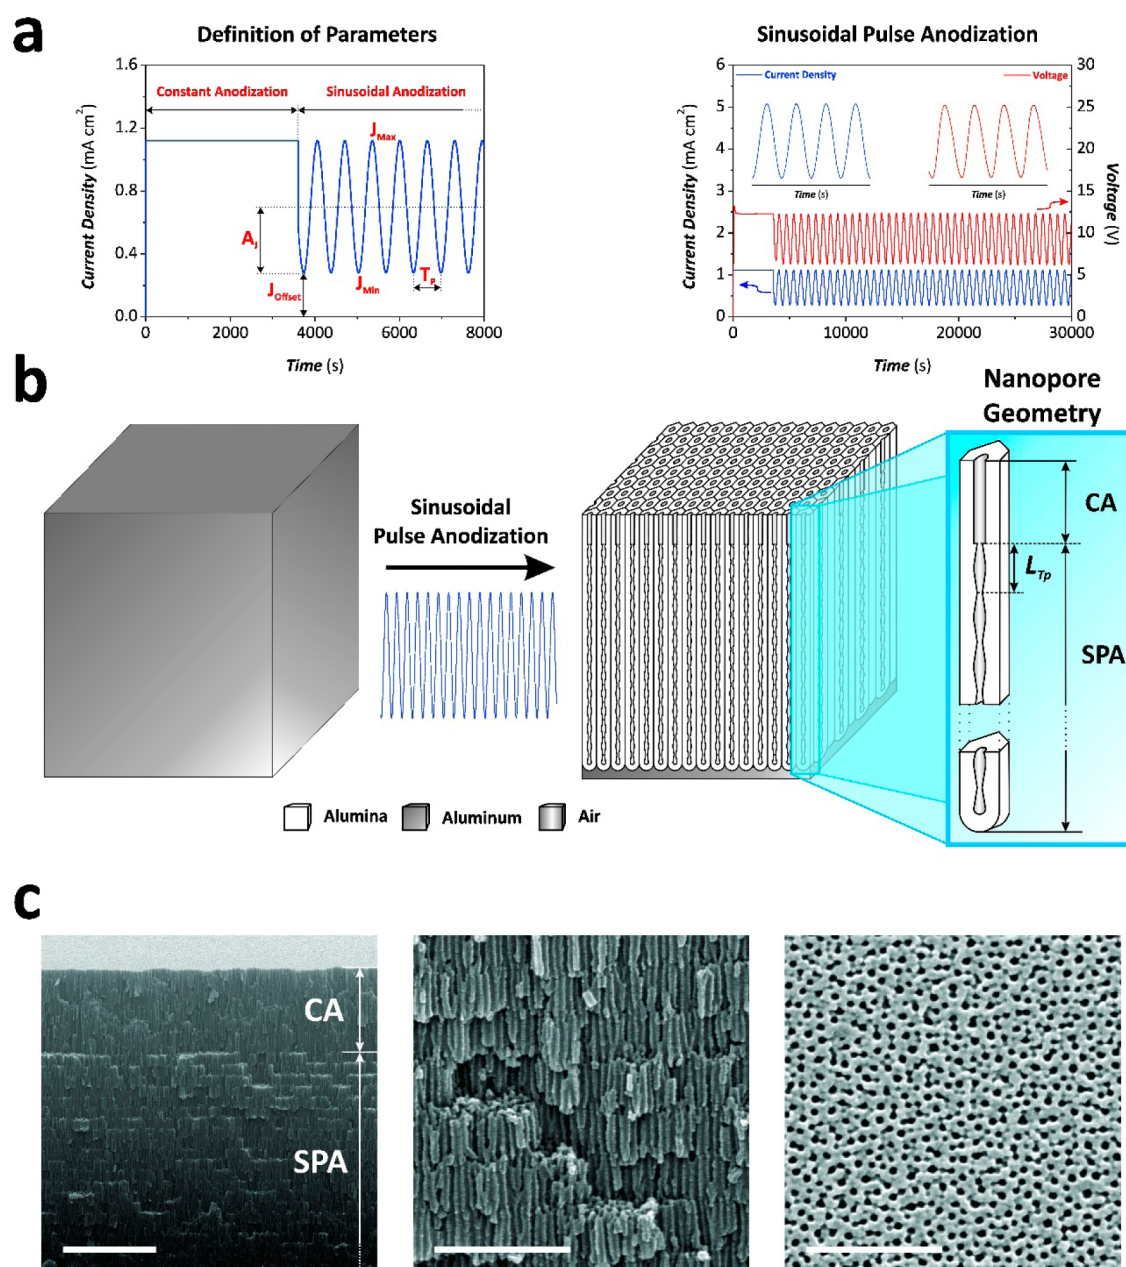 a
Definition of Parameters
1.6
1.2
0.8
0.4
0.0
Current Density (mA cm²)
Constant Anodization
Sinusoidal Anodization
JMax
AJ
JOffset
JMin
Tp
0
2000
4000
6000
8000
Time (s)
Sinusoidal Pulse Anodization
6
5
4
3
2
1
0
Current Density (mA cm²)
Current Density
Voltage
Time (s)
Time (s)
30
25
20
15
10
5
0
Voltage (V)
0
10000
20000
30000
Time (s)
b
Sinusoidal
Pulse Anodization
Nanopore
Geometry
CA
LTp
SPA
Alumina
Aluminum
Air
c
CA
SPA